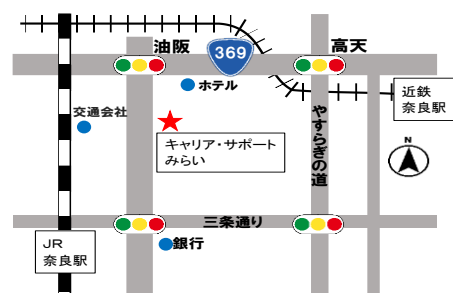 油阪
369
高天
ホテル
近鉄
奈良駅
交通会社
キャリア・サポート
みらい
やすらぎの道
N
三条通り
JR
奈良駅
銀行